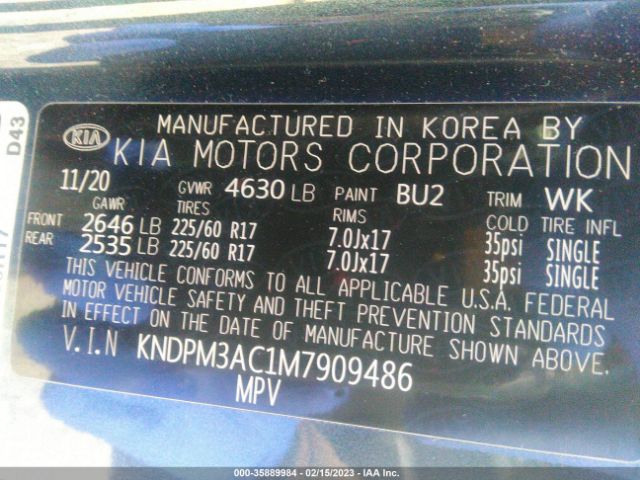 D43
KIA
MANUFACTURED IN KOREA BY
KIA MOTORS CORPORATION
11/20 GVWR 4630 LB PAINT BU2 TRIM WK
GAWR TIRES RIMS COLD TIRE INFL
FRONT 2646 LB 225/60 R17 7.0Jx17 35psi SINGLE
REAR 2535 LB 225/60 R17 7.0Jx17 35psi SINGLE
THIS VEHICLE CONFORMS TO ALL APPLICABLE U.S.A. FEDERAL
MOTOR VEHICLE SAFETY AND THEFT PREVENTION STANDARDS
IN EFFECT ON THE DATE OF MANUFACTURE SHOWN ABOVE.
V.I.N KNDPM3AC1M7909486
MPV
000-35889984 - 02/15/2023 - IAA Inc.